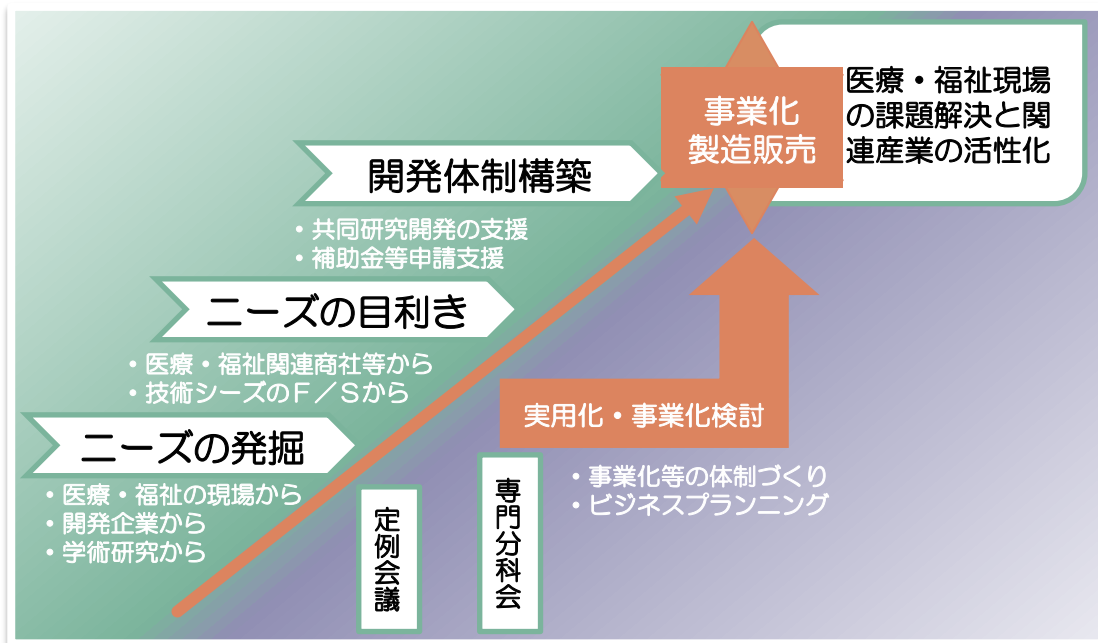 事業化
製造販売
医療・福祉現場
の課題解決と関
連産業の活性化
開発体制構築
・共同研究開発の支援
・補助金等申請支援
ニーズの目利き
・医療・福祉関連商社等から
・技術シーズのF／Sから
ニーズの発掘
・医療・福祉の現場から
・開発企業から
・学術研究から
実用化・事業化検討
・事業化等の体制づくり
・ビジネスプランニング
定例会議
専門分科会